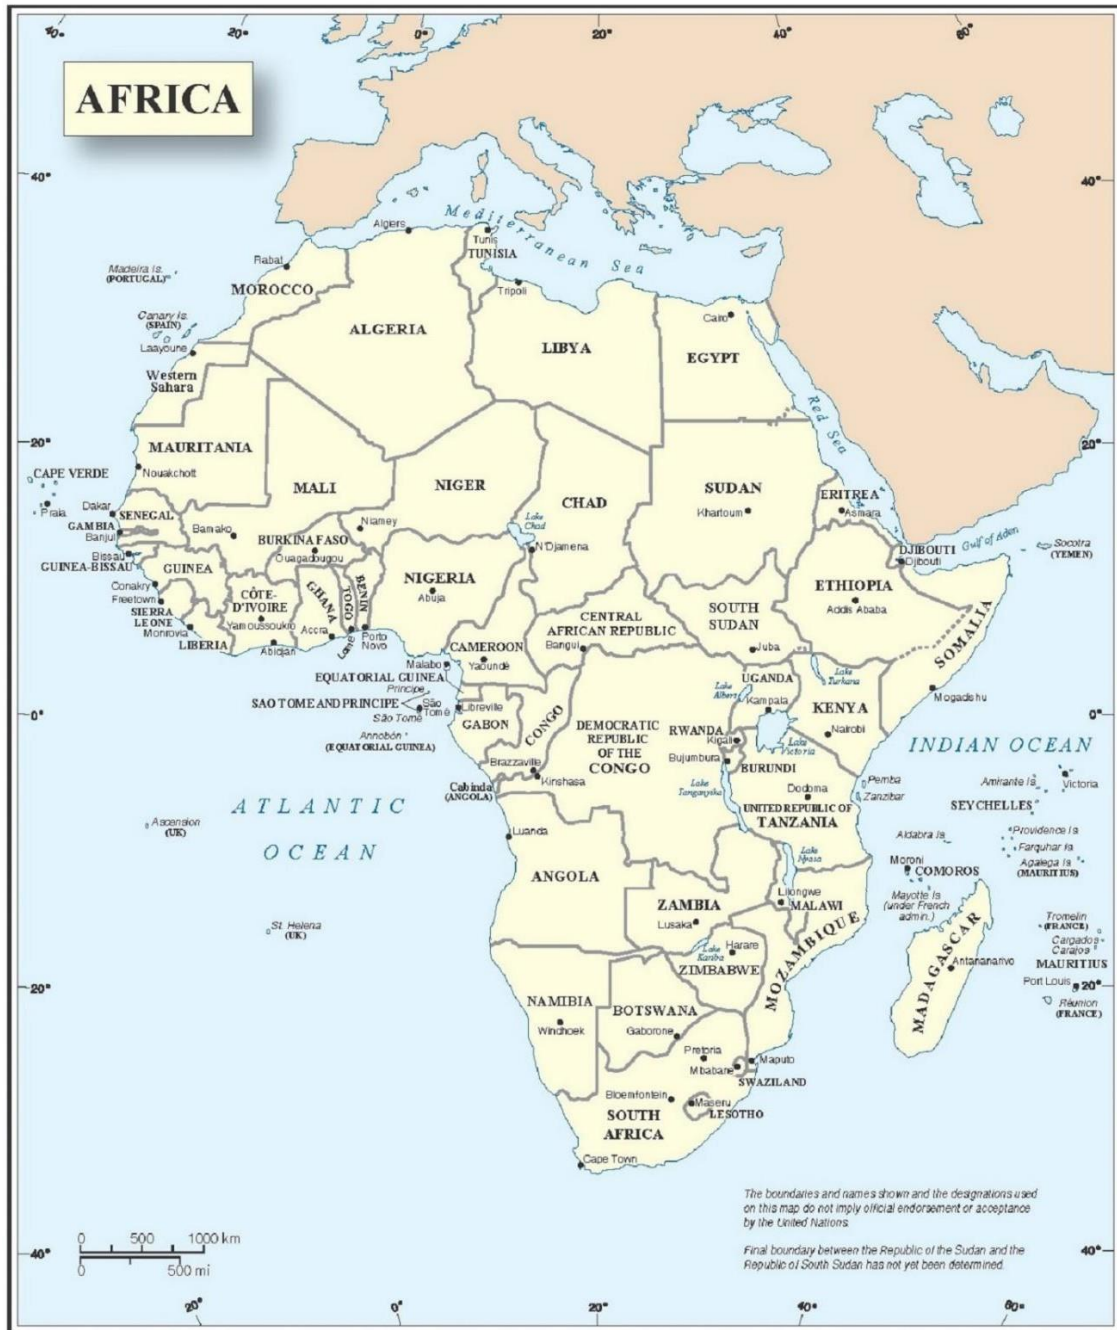 40°
20°
0°
20°
40°
60°
AFRICA
40°
40°
Mediterranean Sea
Algiers
Tunis
TUNISIA
Rabat
Madeira Is.
(PORTUGAL)
Tripoli
MOROCCO
Canary Is.
(SPAIN)
Laayoune
Cairo
ALGERIA
LIBYA
EGYPT
Western
Sahara
Red Sea
20°
20°
MAURITANIA
Nouakchott
CAPE VERDE
Praia
MALI
NIGER
CHAD
SUDAN
Khartoum
ERITREA
Asmara
Dakar
SENEGAL
GAMBIA
Banjul
Bamako
Niamey
Lake
Chad
BURKINA FASO
Ouagadougou
N'Djamena
Bissau
GUINEA-BISSAU
GUINEA
DJIBOUTI
Djibouti
Gulf of Aden
Socotra
(YEMEN)
Conakry
Freetown
SIERRA
LEONE
Monrovia
LIBERIA
CÔTE-
D'IVOIRE
Yamoussoukro
Abidjan
GHANA
Accra
TOGO
Lomé
BENIN
Porto
Novo
NIGERIA
Abuja
ETHIOPIA
Addis Ababa
SOMALIA
CENTRAL
AFRICAN REPUBLIC
Bangui
SOUTH
SUDAN
Juba
CAMEROON
Yaoundé
Malabo
EQUATORIAL GUINEA
Principe
SAO TOME AND PRINCIPE
São
Tomé
São Tomé
Libreville
GABON
Annobón
(EQUATORIAL GUINEA)
CONGO
Brazzaville
DEMOCRATIC
REPUBLIC
OF THE
CONGO
Kinshasa
Cabinda
(ANGOLA)
UGANDA
Kampala
Lake
Albert
Lake
Turkana
KENYA
Nairobi
Mogadishu
0°
0°
RWANDA
Kigali
Bujumbura
BURUNDI
Lake
Victoria
Lake
Tanganyika
Dodoma
UNITED REPUBLIC OF
TANZANIA
Pemba
Zanzibar
INDIAN OCEAN
Amirante Is.
Victoria
SEYCHELLES
ATLANTIC
OCEAN
Ascension
(UK)
Luanda
Aldabra Is.
Providence Is.
Farquhar Is.
Agalega Is.
(MAURITIUS)
Lake
Nyasa
Moroni
COMOROS
Mayotte Is.
(under French
admin.)
ANGOLA
ZAMBIA
Lusaka
Lilongwe
MALAWI
MOZAMBIQUE
St. Helena
(UK)
Tromelin
(FRANCE)
Cargados
Carajos
MAURITIUS
Port Louis
Réunion
(FRANCE)
Lake
Kariba
Harare
ZIMBABWE
Antananarivo
MADAGASCAR
20°
20°
NAMIBIA
Windhoek
BOTSWANA
Gaborone
Pretoria
Mbabane
Maputo
SWAZILAND
Bloemfontein
Maseru
LESOTHO
SOUTH
AFRICA
Cape Town
The boundaries and names shown and the designations used
on this map do not imply official endorsement or acceptance
by the United Nations.
Final boundary between the Republic of the Sudan and the
Republic of South Sudan has not yet been determined.
0 500 1000 km
0 500 mi
40°
40°
20°
0°
20°
40°
60°